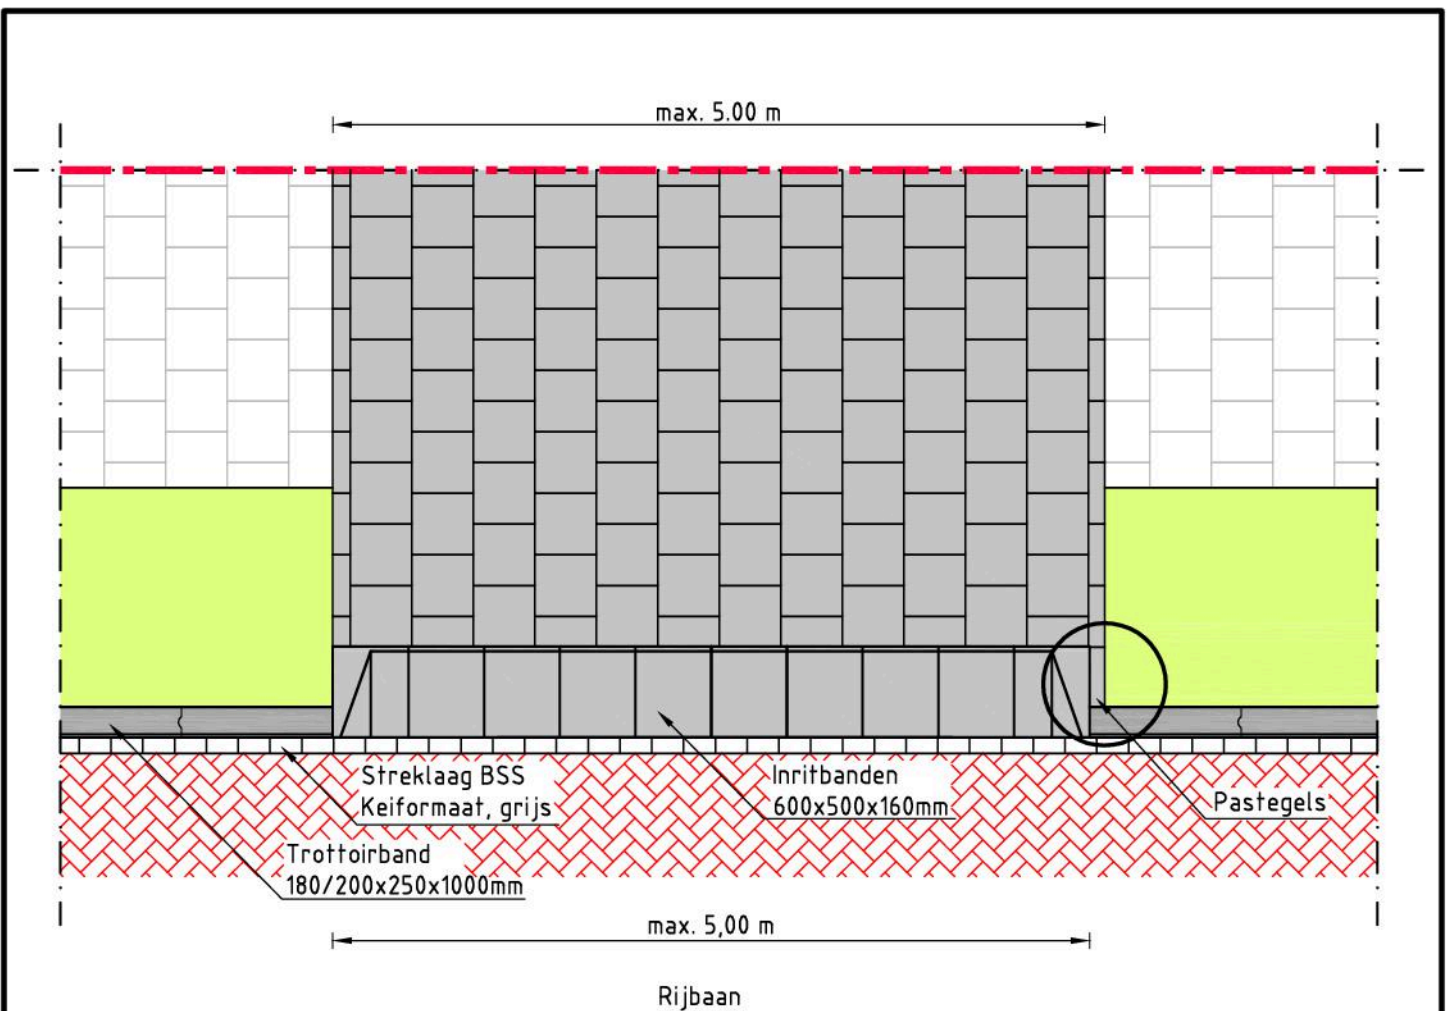 max. 5.00 m
Streklaag BSS
Keiformaat, grijs
Inritbanden
600x500x160mm
Pastegels
Trottoirband
180/200x250x1000mm
max. 5,00 m
Rijbaan